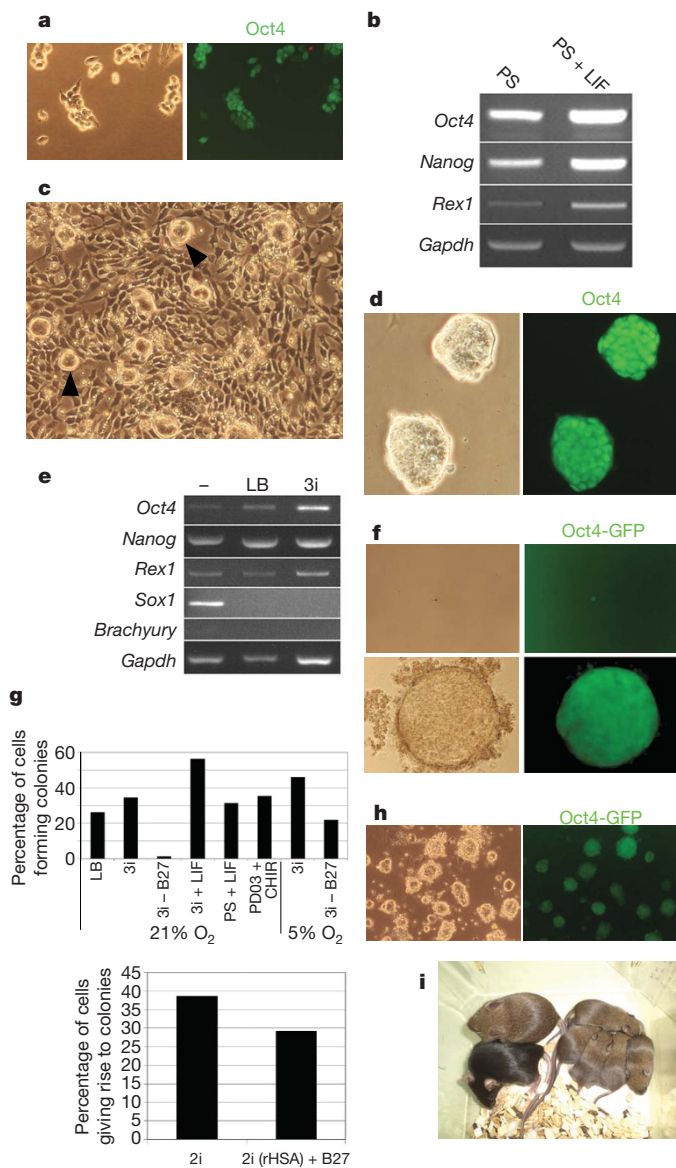 a
Oct4
b
PS
PS + LIF
Oct4
Nanog
Rex1
Gapdh
c
d
Oct4
e
– LB 3i
Oct4
Nanog
Rex1
Sox1
Brachyury
Gapdh
f
Oct4-GFP
g
Percentage of cells
forming colonies
60
40
20
0
LB
3i
3i – B27
3i + LIF
PS + LIF
PD03 +
CHIR
3i
3i – B27
21% O2
5% O2
Percentage of cells
giving rise to colonies
45
40
35
30
25
20
15
10
5
0
2i
2i (rHSA) + B27
h
Oct4-GFP
i